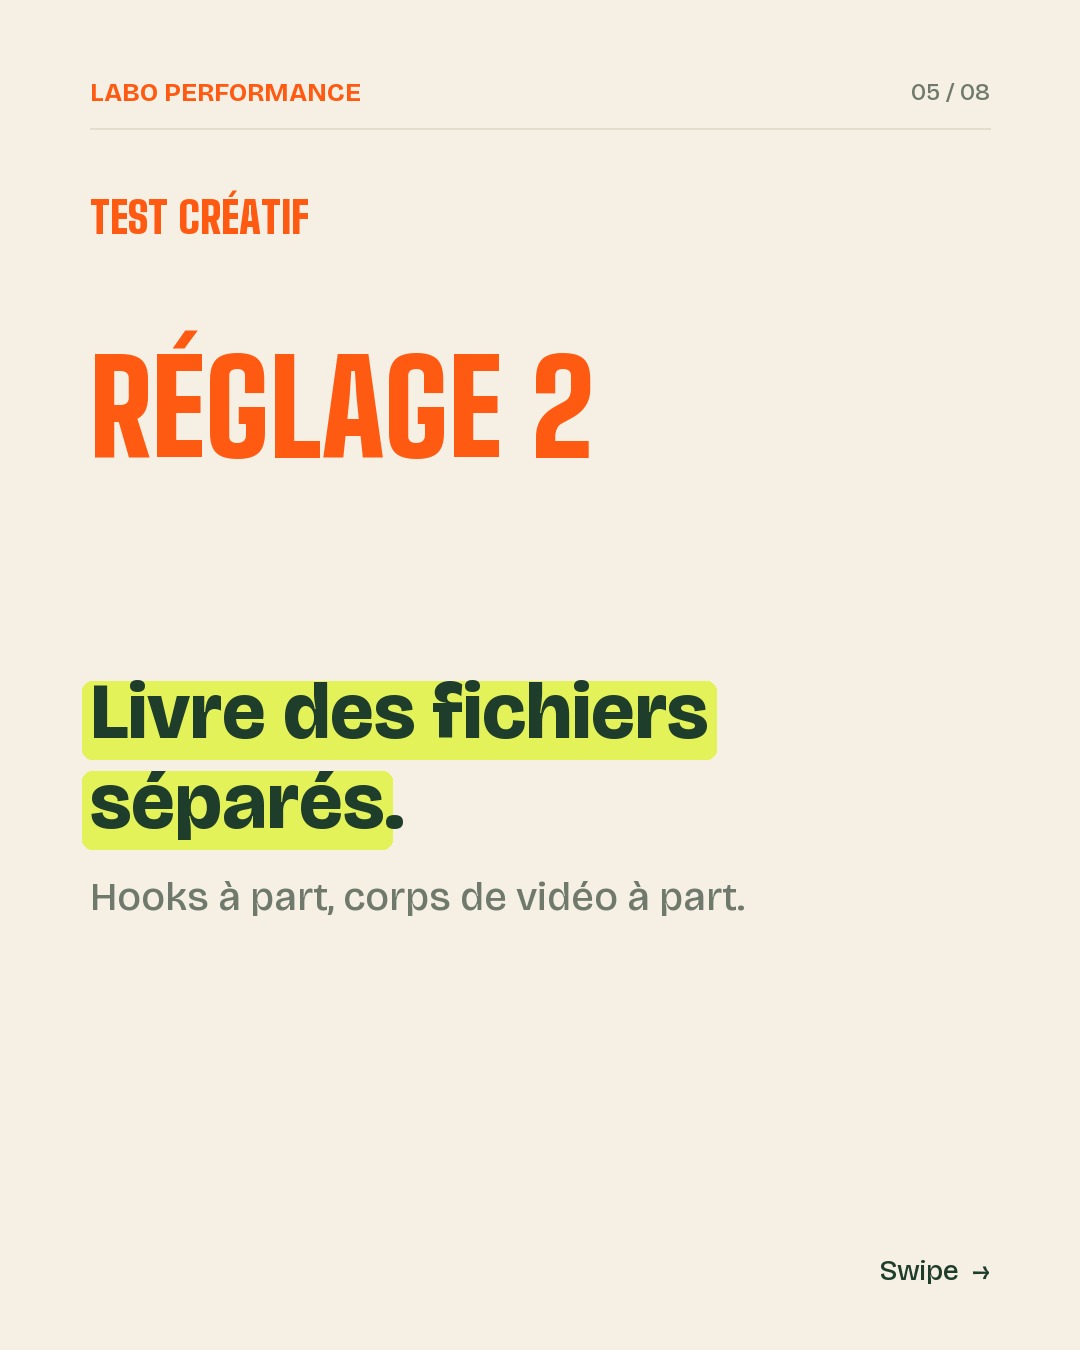 LABO PERFORMANCE
05 / 08
TEST CRÉATIF
RÉGLAGE 2
Livre des fichiers
séparés.
Hooks à part, corps de vidéo à part.
Swipe →